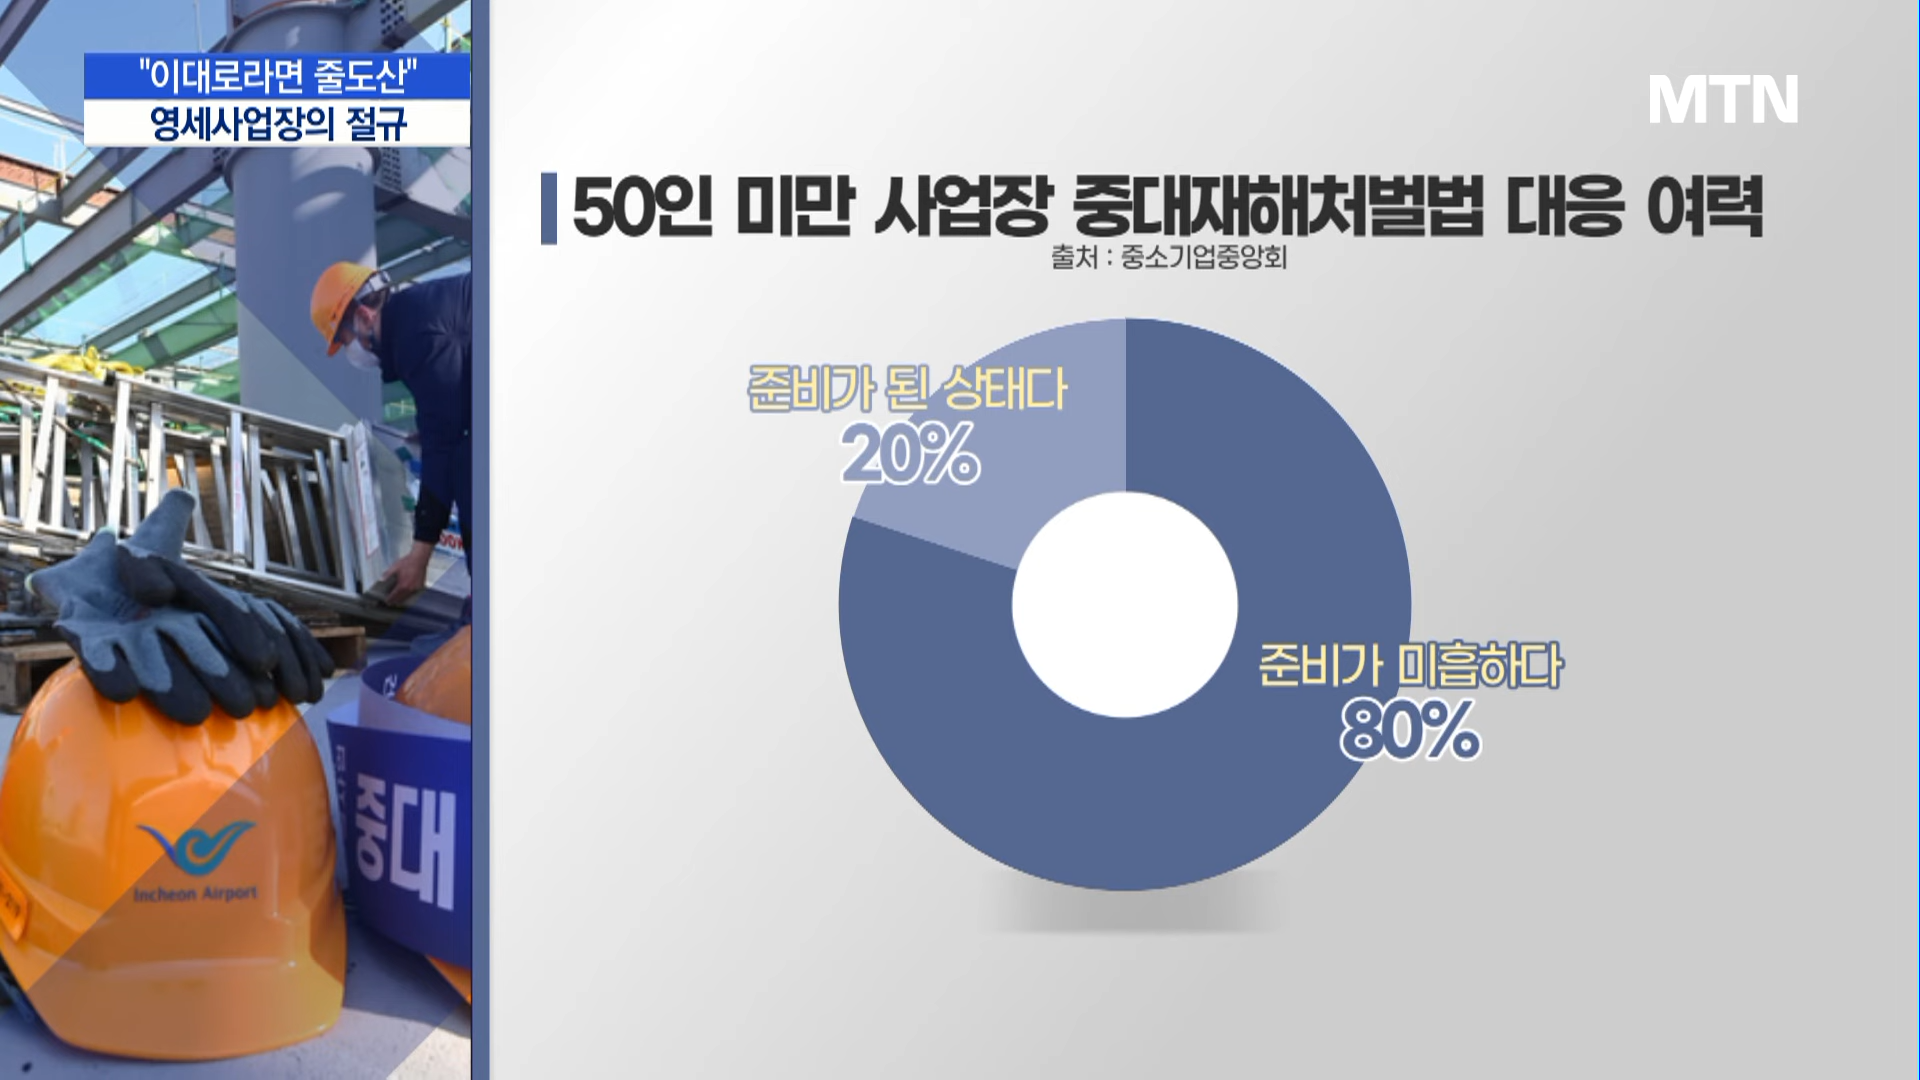 "이대로라면 줄도산"
영세사업장의 절규
MTN
50인 미만 사업장 중대재해처벌법 대응 여력
출처 : 중소기업중앙회
준비가 된 상태다
20%
준비가 미흡하다
80%
중대
Incheon Airport